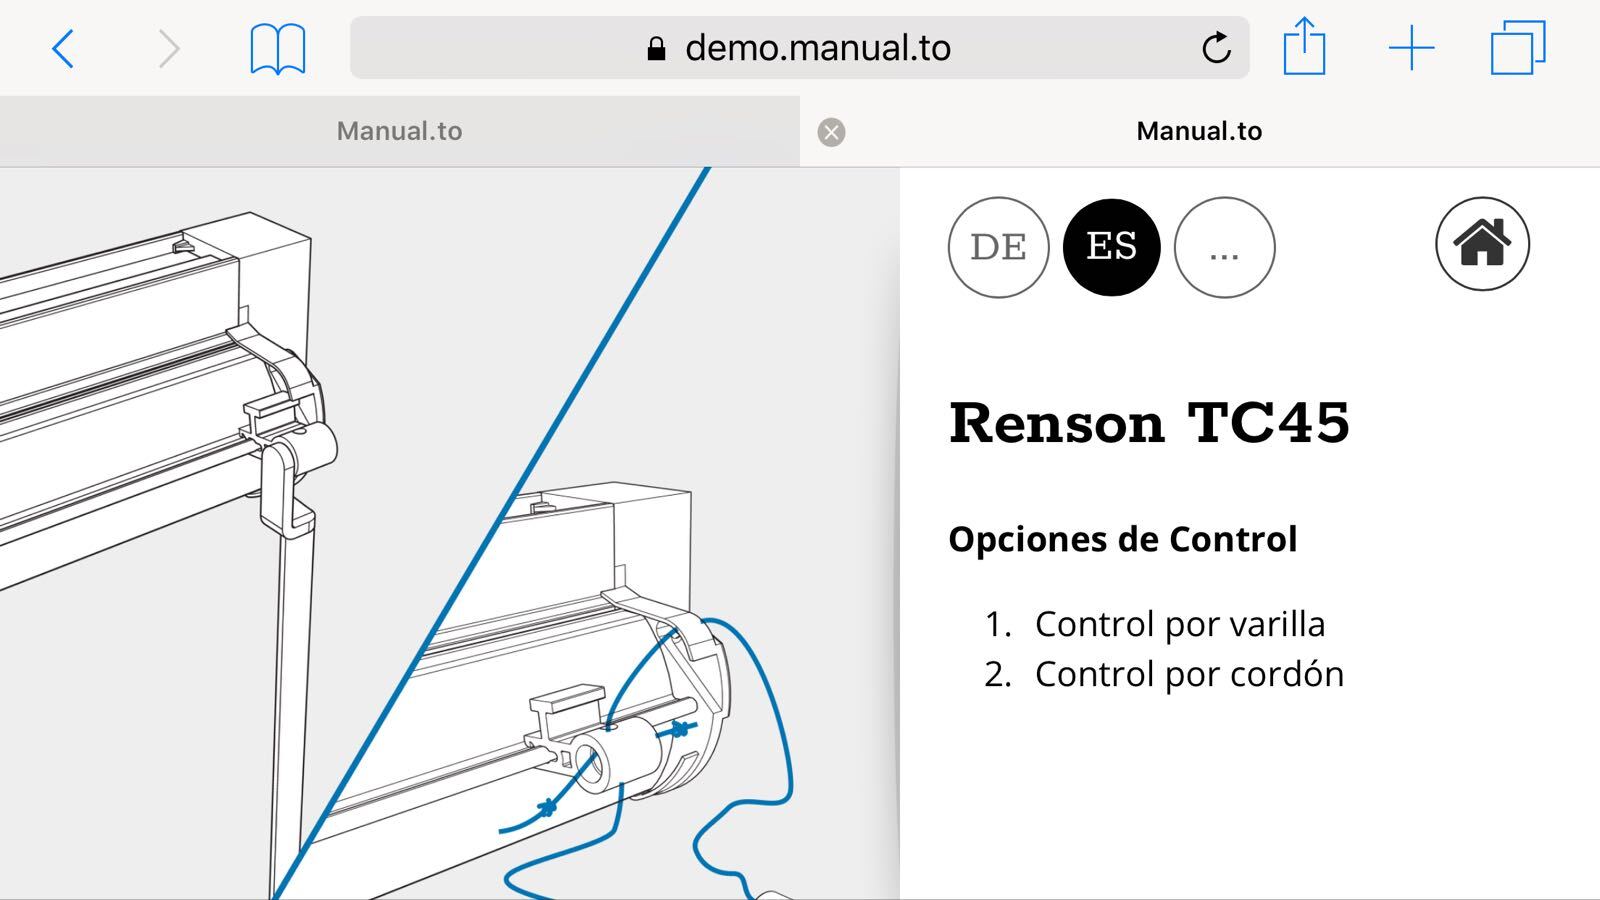 demo.manual.to
Manual.to
Manual.to
DE ES ...
Renson TC45
Opciones de Control
1. Control por varilla
2. Control por cordón